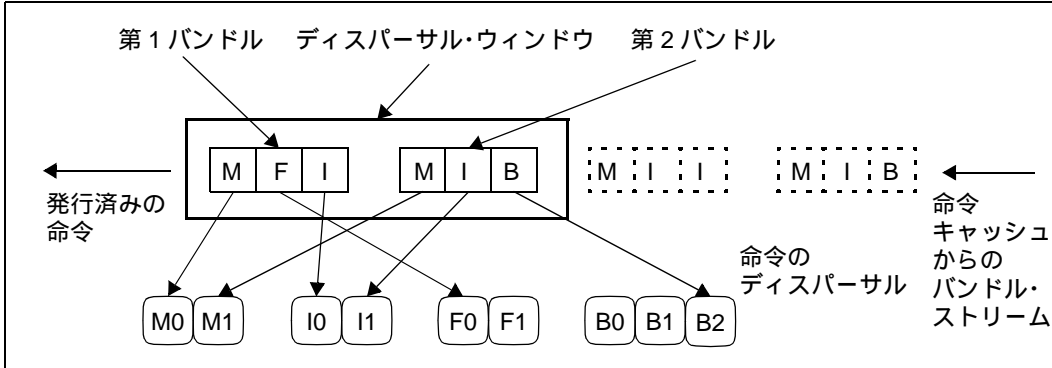 第1バンドル ディスパーサル・ウィンドウ 第2バンドル
M F I M I B M I I M I B
発行済みの
命令
命令
キャッシュ
からの
バンドル・
ストリーム
命令の
ディスパーサル
M0 M1 I0 I1 F0 F1 B0 B1 B2